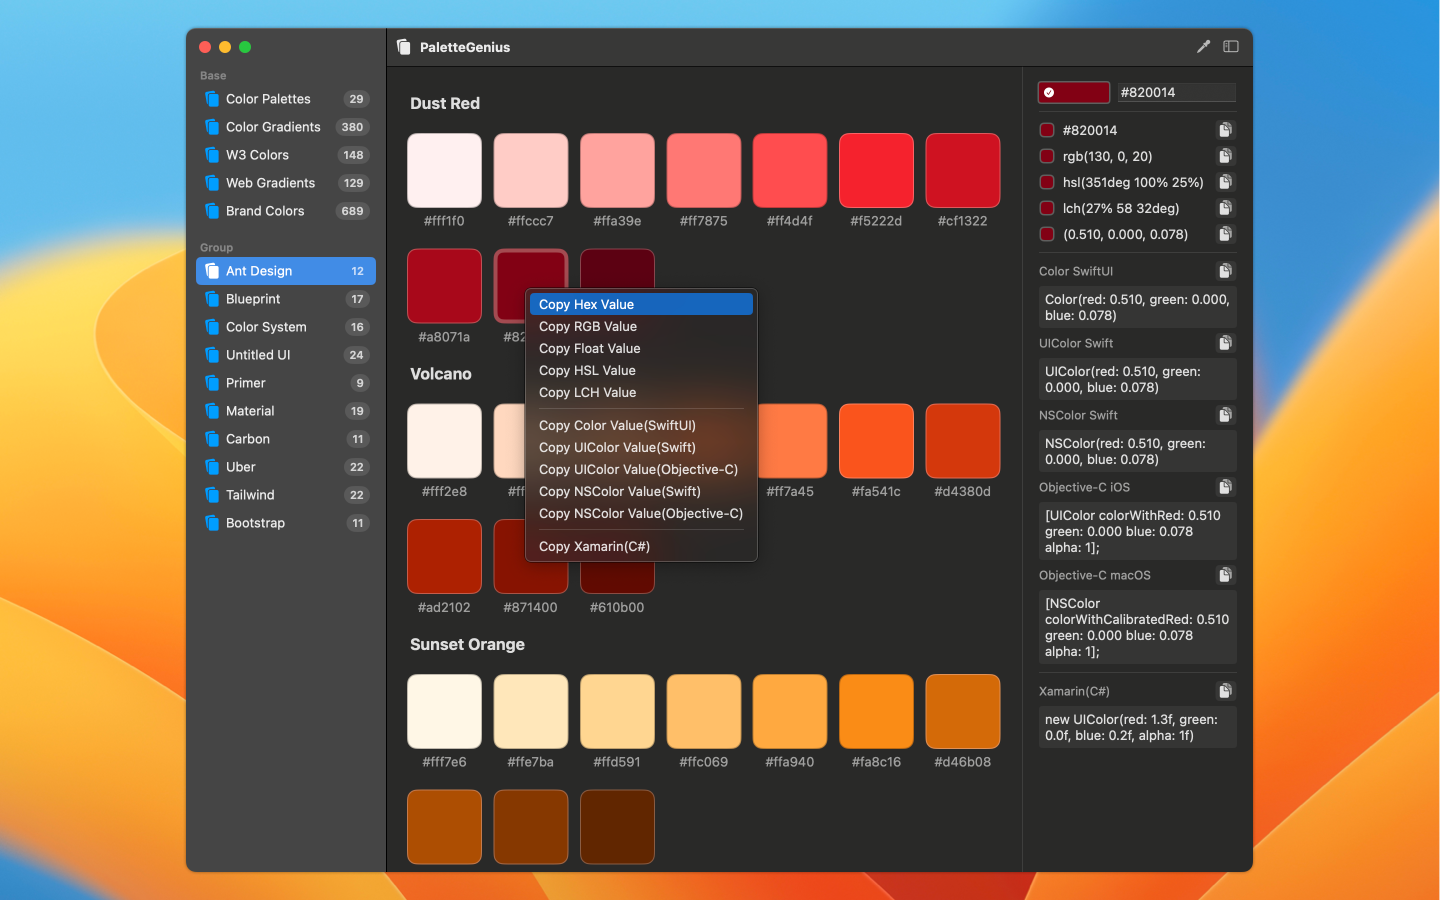 PaletteGenius
Base
Color Palettes 29
Color Gradients 380
W3 Colors 148
Web Gradients 129
Brand Colors 689
Group
Ant Design 12
Blueprint 17
Color System 16
Untitled UI 24
Primer 9
Material 19
Carbon 11
Uber 22
Tailwind 22
Bootstrap 11
Dust Red
#fff1f0 #ffccc7 #ffa39e #ff7875 #ff4d4f #f5222d #cf1322
#a8071a #82
Volcano
#fff2e8 #ff #ff7a45 #fa541c #d4380d
#ad2102 #871400 #610b00
Sunset Orange
#fff7e6 #ffe7ba #ffd591 #ffc069 #ffa940 #fa8c16 #d46b08
Copy Hex Value
Copy RGB Value
Copy Float Value
Copy HSL Value
Copy LCH Value
Copy Color Value(SwiftUI)
Copy UIColor Value(Swift)
Copy UIColor Value(Objective-C)
Copy NSColor Value(Swift)
Copy NSColor Value(Objective-C)
Copy Xamarin(C#)
#820014
#820014
rgb(130, 0, 20)
hsl(351deg 100% 25%)
lch(27% 58 32deg)
(0.510, 0.000, 0.078)
Color SwiftUI
Color(red: 0.510, green: 0.000,
blue: 0.078)
UIColor Swift
UIColor(red: 0.510, green:
0.000, blue: 0.078)
NSColor Swift
NSColor(red: 0.510, green:
0.000, blue: 0.078)
Objective-C iOS
[UIColor colorWithRed: 0.510
green: 0.000 blue: 0.078
alpha: 1];
Objective-C macOS
[NSColor
colorWithCalibratedRed: 0.510
green: 0.000 blue: 0.078
alpha: 1];
Xamarin(C#)
new UIColor(red: 1.3f, green:
0.0f, blue: 0.2f, alpha: 1f)